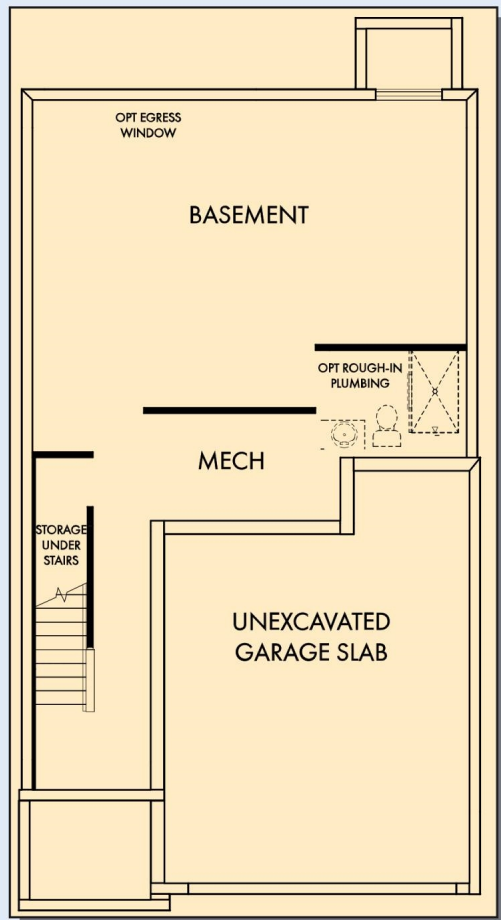 OPT EGRESS
WINDOW
BASEMENT
OPT ROUGH-IN
PLUMBING
MECH
STORAGE
UNDER
STAIRS
UNEXCAVATED
GARAGE SLAB